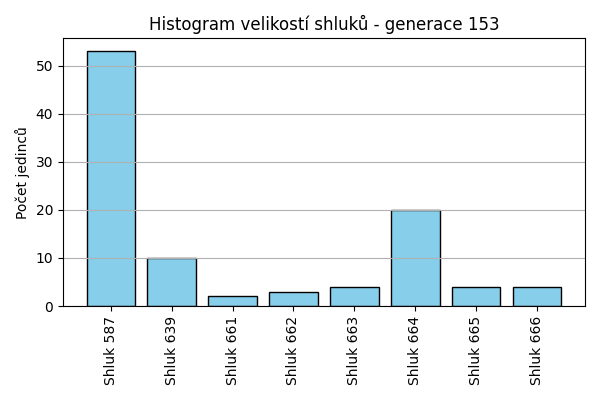 Histogram velikostí shluků - generace 153
Počet jedinců
50
40
30
20
10
0
Shluk 587
Shluk 639
Shluk 661
Shluk 662
Shluk 663
Shluk 664
Shluk 665
Shluk 666